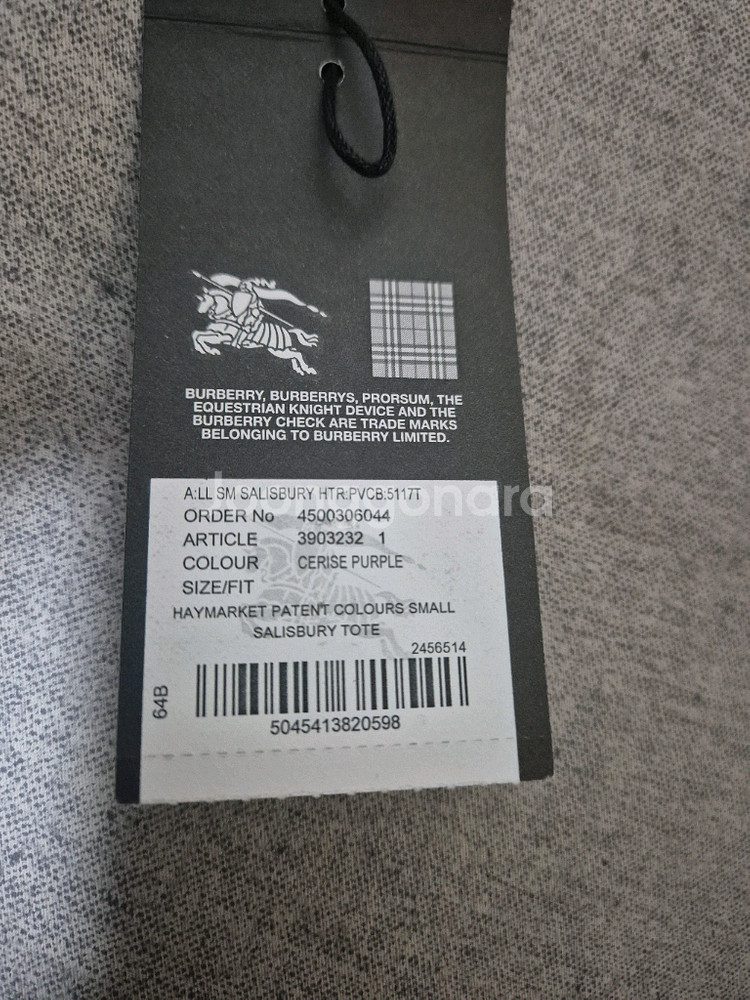 BURBERRY, BURBERRYS, PRORSUM, THE
EQUESTRIAN KNIGHT DEVICE AND THE
BURBERRY CHECK ARE TRADE MARKS
BELONGING TO BURBERRY LIMITED.
joonggonara
A:LL SM SALISBURY HTR:PVCB:5117T
ORDER No 4500306044
ARTICLE 3903232 1
COLOUR CERISE PURPLE
SIZE/FIT
HAYMARKET PATENT COLOURS SMALL
SALISBURY TOTE
2456514
64B
5045413820598